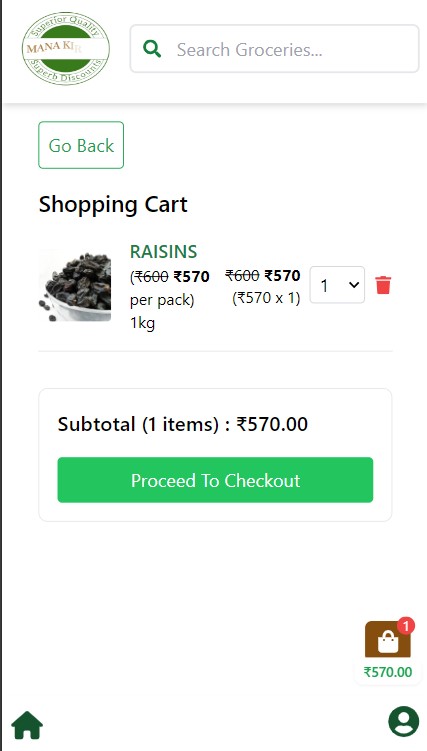 Superior Quality
MANA KIR
Superb Discounts
Search Groceries...
Go Back
Shopping Cart
RAISINS
(₹600 ₹570
per pack)
1kg
₹600 ₹570
(₹570 x 1)
1
Subtotal (1 items) : ₹570.00
Proceed To Checkout
1
₹570.00